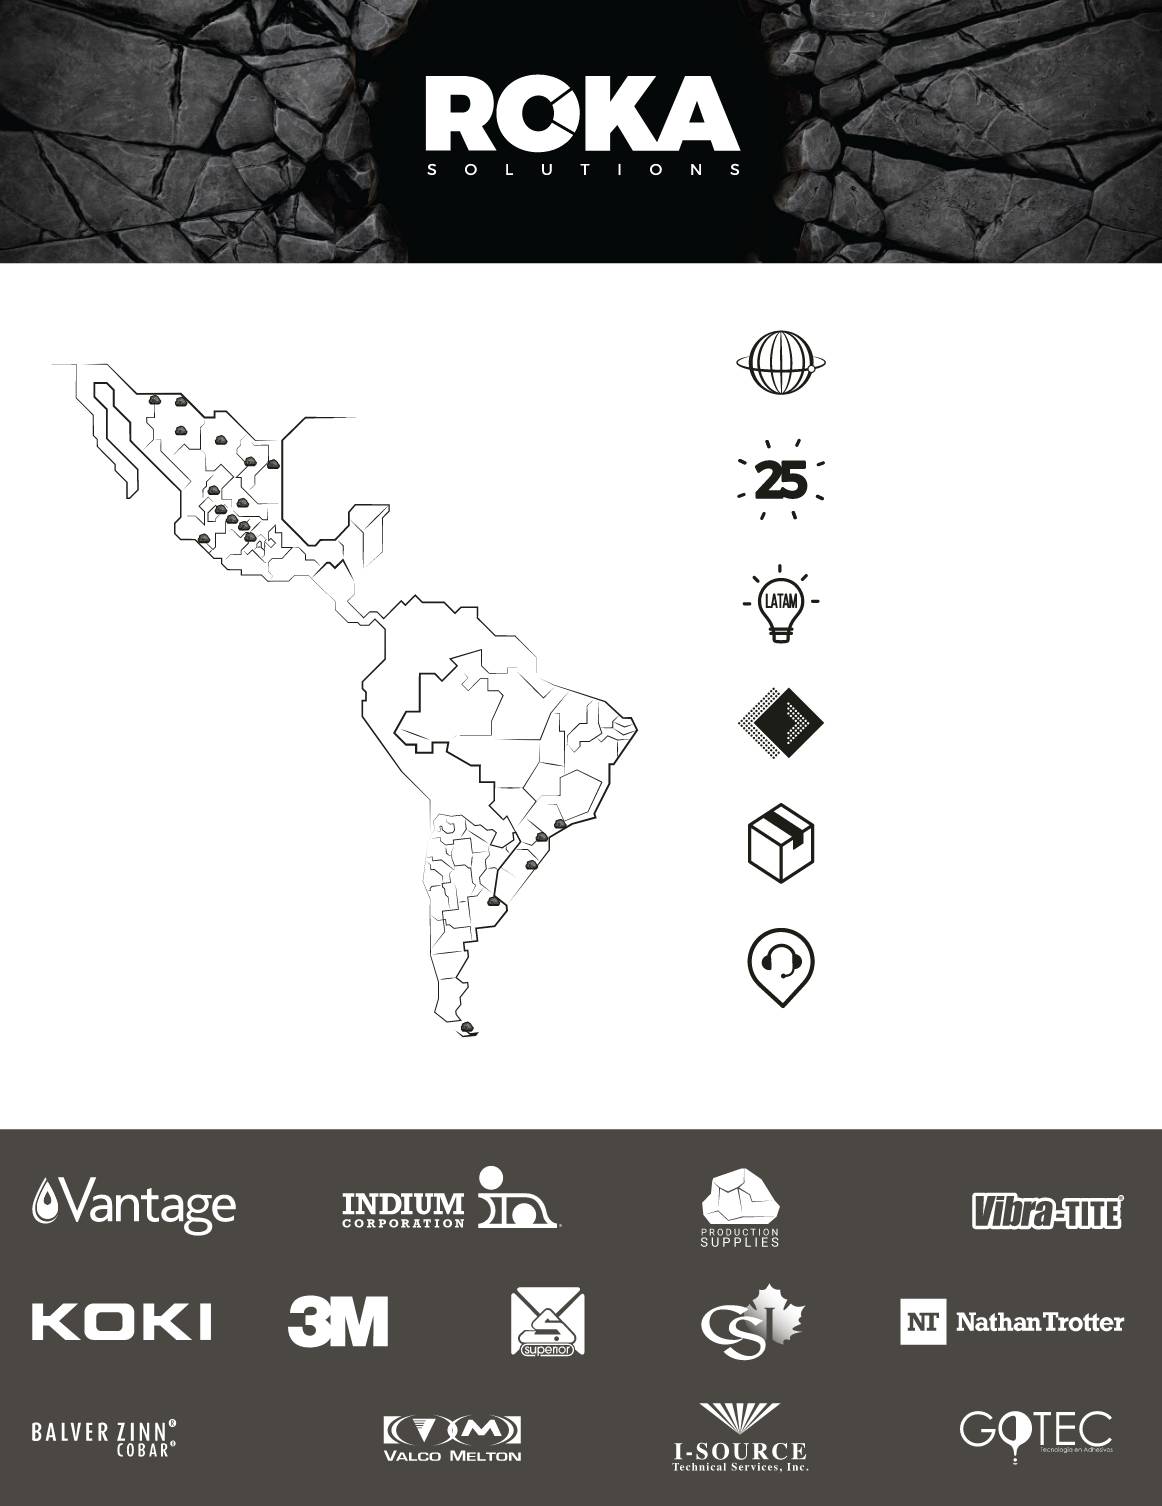 ROKA
SOLUTIONS
25
LATAM
Vantage
INDIUM
CORPORATION
PRODUCTION
SUPPLIES
Vibra-TITE®
KOKI
3M
S
superior
CSI
NT NathanTrotter
BALVER ZINN®
COBAR®
VM
VALCO MELTON
I-SOURCE
Technical Services, Inc.
GOTEC
Tecnología en Adhesivos